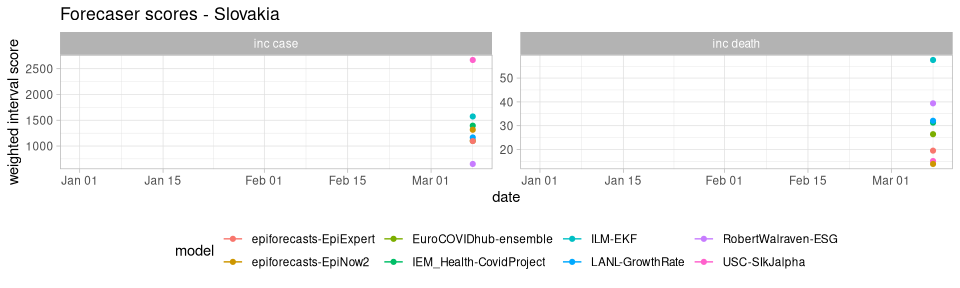 Forecaser scores - Slovakia
inc case
inc death
weighted interval score
2500
2000
1500
1000
50
40
30
20
Jan 01
Jan 15
Feb 01
Feb 15
Mar 01
Jan 01
Jan 15
Feb 01
Feb 15
Mar 01
date
model
epiforecasts-EpiExpert
EuroCOVIDhub-ensemble
ILM-EKF
RobertWalraven-ESG
epiforecasts-EpiNow2
IEM_Health-CovidProject
LANL-GrowthRate
USC-SIkJalpha